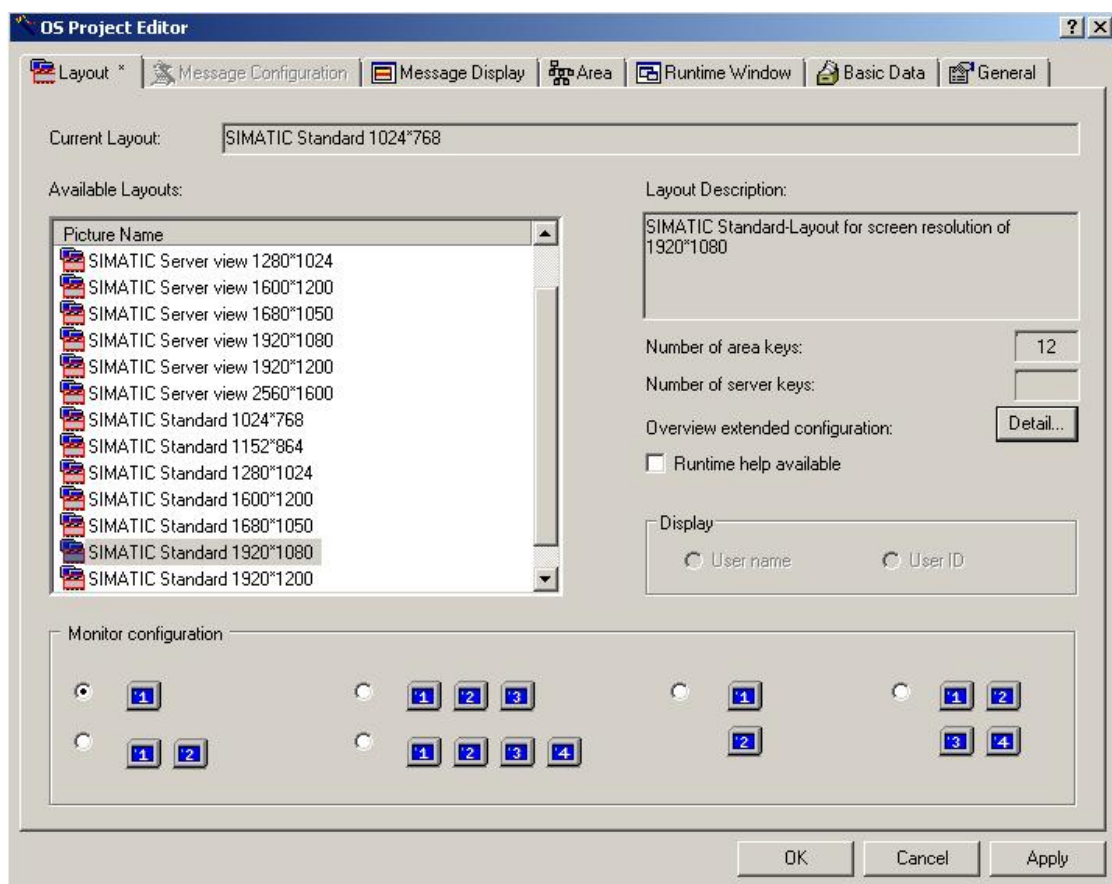 OS Project Editor
Layout * Message Configuration Message Display Area Runtime Window Basic Data General
Current Layout: SIMATIC Standard 1024*768
Available Layouts:
Picture Name
SIMATIC Server view 1280*1024
SIMATIC Server view 1600*1200
SIMATIC Server view 1680*1050
SIMATIC Server view 1920*1080
SIMATIC Server view 1920*1200
SIMATIC Server view 2560*1600
SIMATIC Standard 1024*768
SIMATIC Standard 1152*864
SIMATIC Standard 1280*1024
SIMATIC Standard 1600*1200
SIMATIC Standard 1680*1050
SIMATIC Standard 1920*1080
SIMATIC Standard 1920*1200
Layout Description:
SIMATIC Standard-Layout for screen resolution of
1920*1080
Number of area keys: 12
Number of server keys:
Overview extended configuration: Detail...
Runtime help available
Display
User name User ID
Monitor configuration
'1 '1 '2 '3 '1 '1 '2
'1 '2 '1 '2 '3 '4 '2 '3 '4
OK Cancel Apply